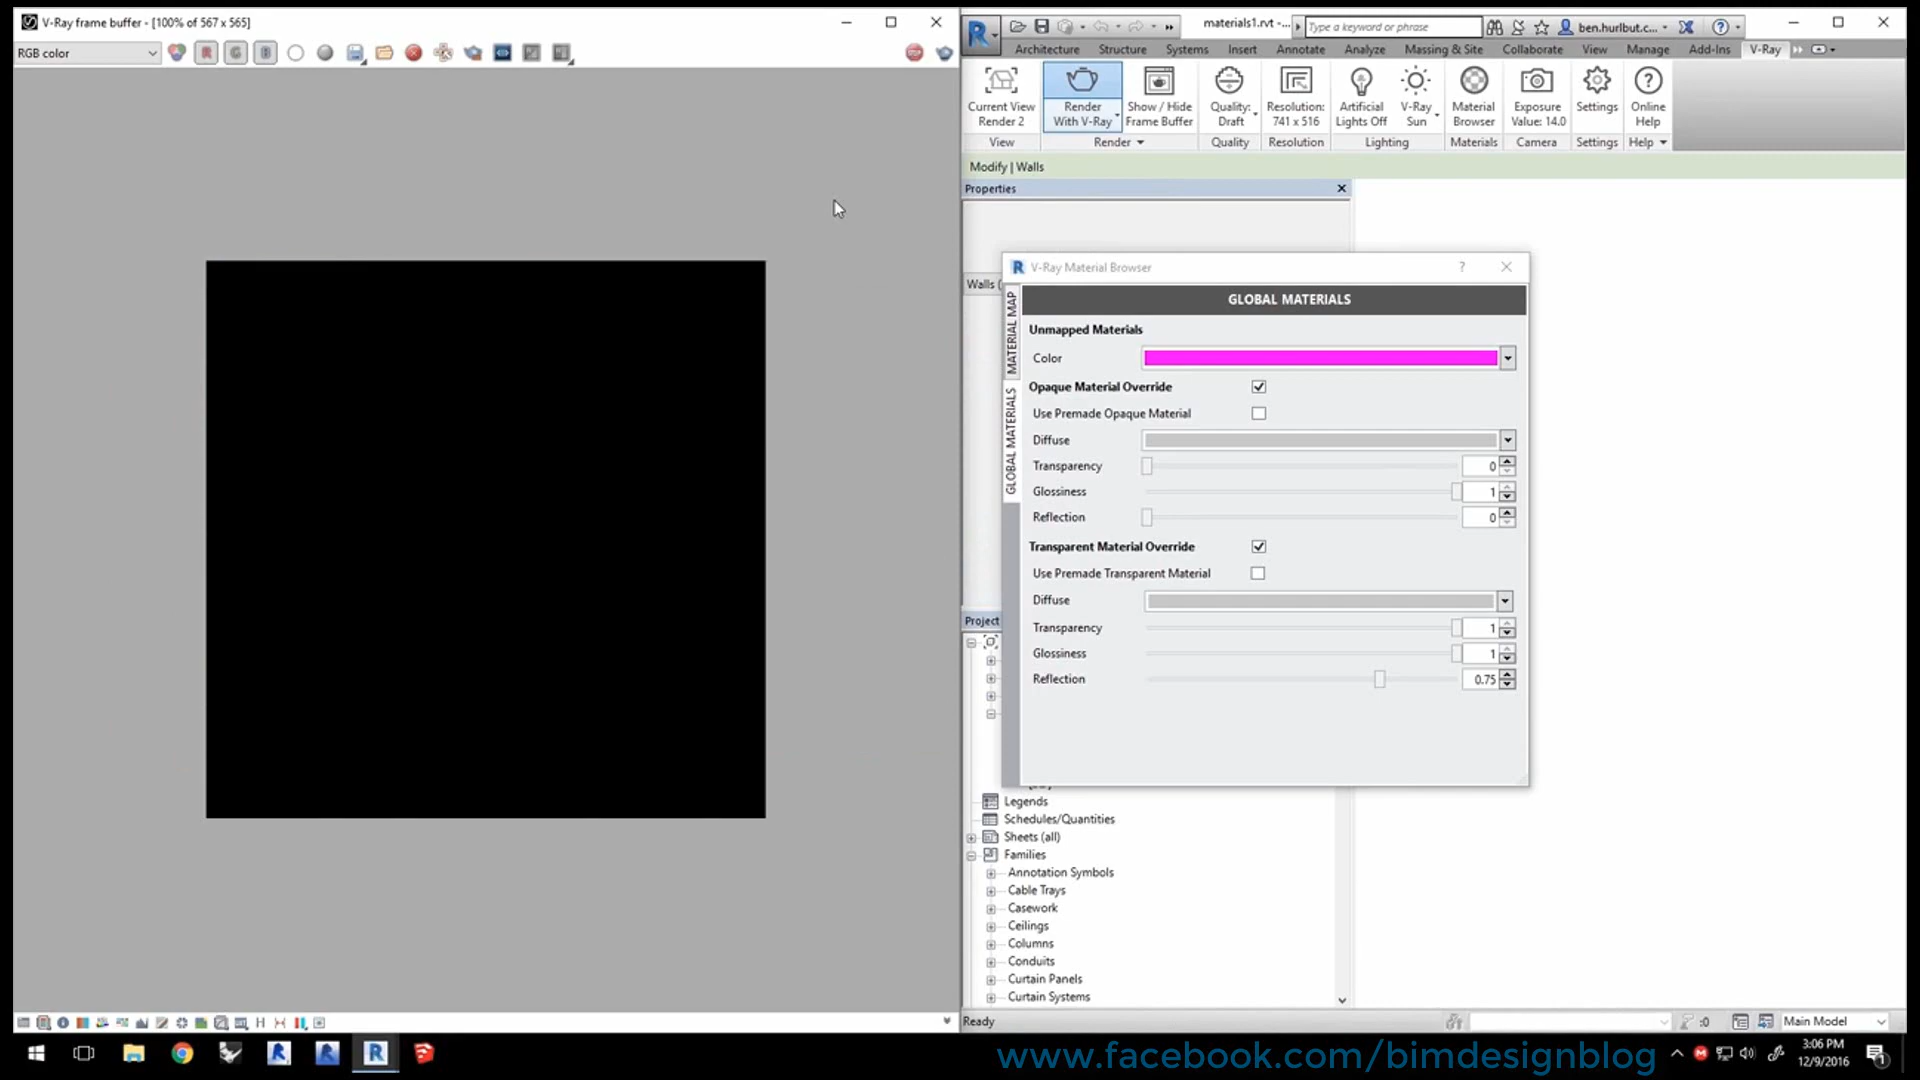 V-Ray frame buffer - [100% of 567 x 565]
RGB color
R
G
B
materials1.rvt -...
Type a keyword or phrase
ben.hurlbut.c...
Architecture
Structure
Systems
Insert
Annotate
Analyze
Massing & Site
Collaborate
View
Manage
Add-Ins
V-Ray
Current View
Render 2
Render
With V-Ray
Show / Hide
Frame Buffer
Quality:
Draft
Resolution:
741 x 516
Artificial
Lights Off
V-Ray
Sun
Material
Browser
Exposure
Value: 14.0
Settings
Online
Help
View
Render
Quality
Resolution
Lighting
Materials
Camera
Settings
Help
Modify | Walls
Properties
Walls (
V-Ray Material Browser
?
MATERIAL MAP
GLOBAL MATERIALS
GLOBAL MATERIALS
Unmapped Materials
Color
Opaque Material Override
Use Premade Opaque Material
Diffuse
Transparency
0
Glossiness
1
Reflection
0
Transparent Material Override
Use Premade Transparent Material
Diffuse
Transparency
1
Glossiness
1
Reflection
0.75
Project
Legends
Schedules/Quantities
Sheets (all)
Families
Annotation Symbols
Cable Trays
Casework
Ceilings
Columns
Conduits
Curtain Panels
Curtain Systems
Ready
:0
Main Model
www.facebook.com/bimdesignblog
3:06 PM
12/9/2016
1